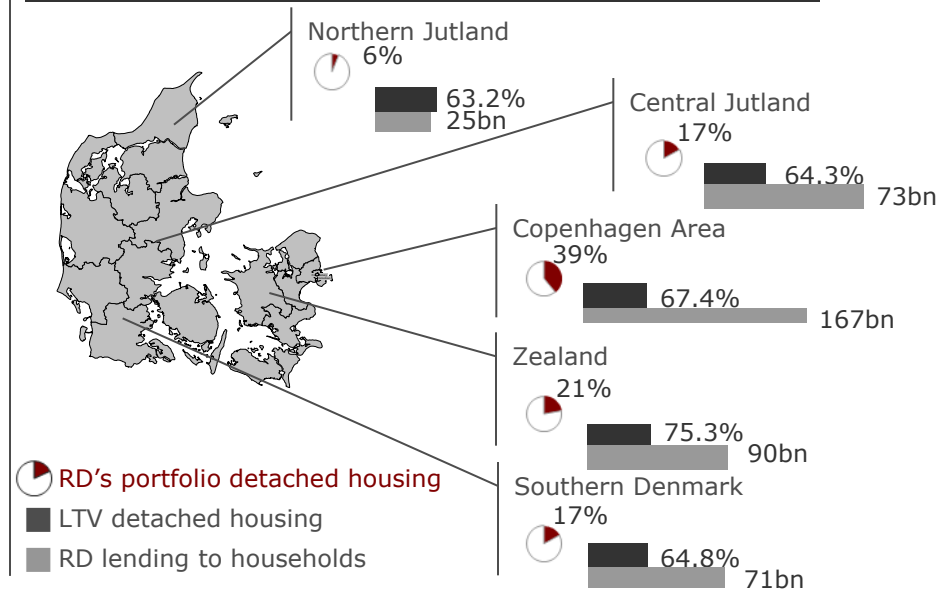 Northern Jutland
6%
63.2%
25bn
Central Jutland
17%
64.3%
73bn
Copenhagen Area
39%
67.4%
167bn
Zealand
21%
75.3%
90bn
Southern Denmark
17%
64.8%
71bn
RD’s portfolio detached housing
LTV detached housing
RD lending to households